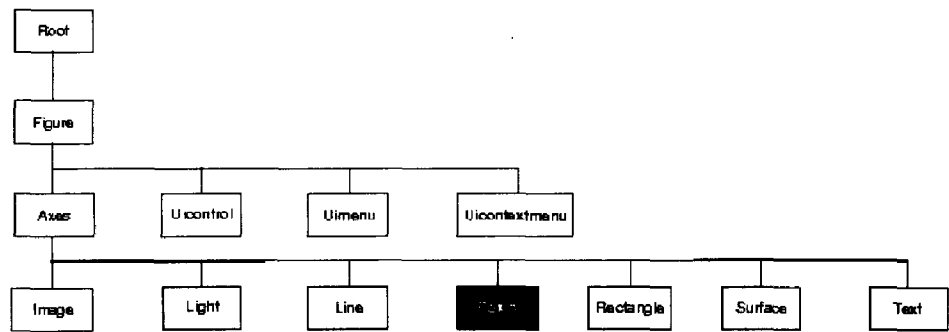 Root
Figure
Axes Uicontrol Uimenu Uicontextmenu
Image Light Line Rectangle Surface Text